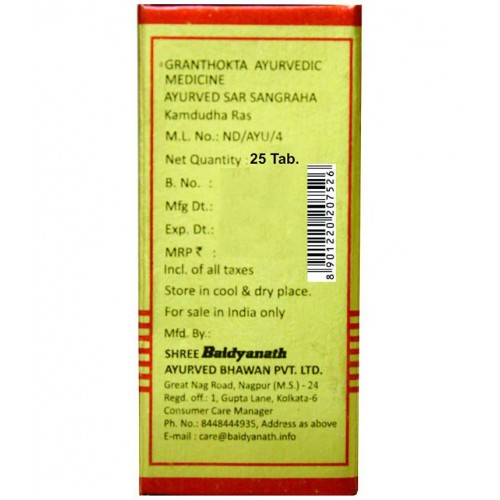 GRANTHOKTA AYURVEDIC
MEDICINE
AYURVED SAR SANGRAHA
Kamdudha Ras
M.L. No.: ND/AYU/4
Net Quantity : 25 Tab.
B. No. :
Mfg Dt.:
Exp. Dt.:
MRP ₹ :
Incl. of all taxes
Store in cool & dry place.
For sale in India only
Mfd. By.:
SHREE Baidyanath
AYURVED BHAWAN PVT. LTD.
Great Nag Road, Nagpur (M.S.) - 24
Regd. off.: 1, Gupta Lane, Kolkata-6
Consumer Care Manager
Ph. No.: 8448444935, Address as above
E-mail : care@baidyanath.info
8901220207526